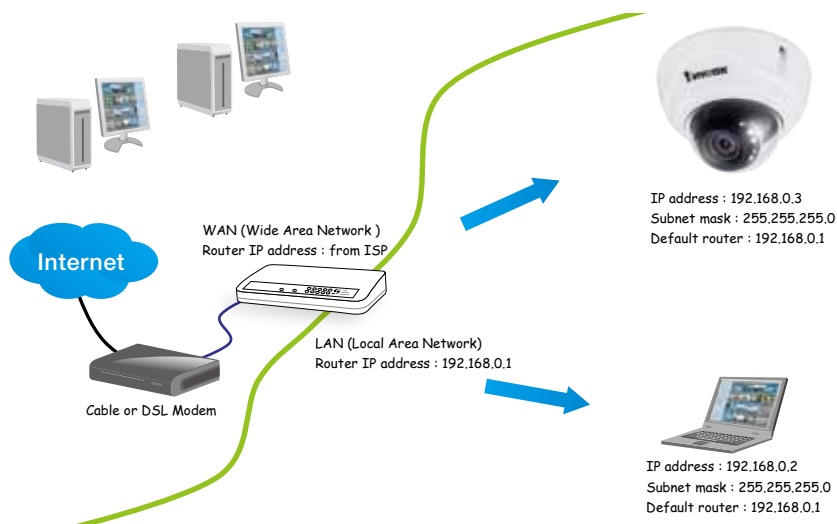 WAN (Wide Area Network )
Router IP address : from ISP
Internet
Cable or DSL Modem
LAN (Local Area Network)
Router IP address : 192.168.0.1
VIVOTEK
IP address : 192.168.0.3
Subnet mask : 255.255.255.0
Default router : 192.168.0.1
IP address : 192.168.0.2
Subnet mask : 255.255.255.0
Default router : 192.168.0.1